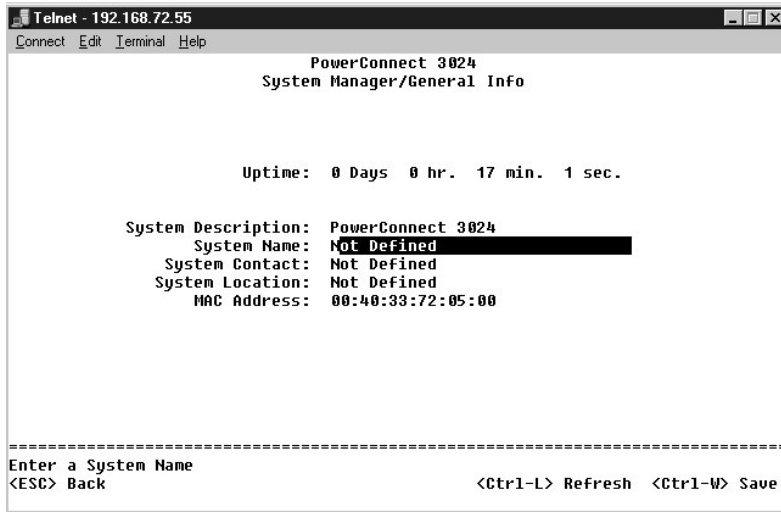 Telnet - 192.168.72.55
Connect Edit Terminal Help
PowerConnect 3024
System Manager/General Info
Uptime: 0 Days 0 hr. 17 min. 1 sec.
System Description: PowerConnect 3024
System Name: Not Defined
System Contact: Not Defined
System Location: Not Defined
MAC Address: 00:40:33:72:05:00
================================================================================
Enter a System Name
<ESC> Back <Ctrl-L> Refresh <Ctrl-W> Save